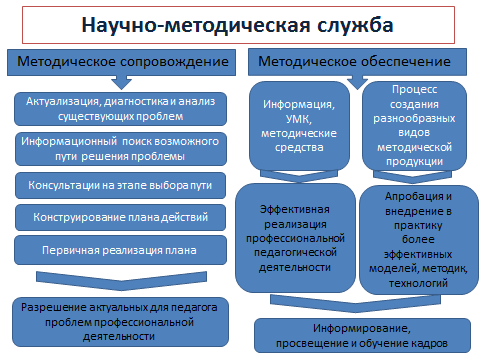 Научно-методическая служба
Методическое сопровождение
Актуализация, диагностика и анализ
существующих проблем
Информационный поиск возможного
пути решения проблемы
Консультации на этапе выбора пути
Конструирование плана действий
Первичная реализация плана
Разрешение актуальных для педагога
проблем профессиональной
деятельности
Методическое обеспечение
Информация,
УМК,
методические
средства
Процесс
создания
разнообразных
видов
методической
продукции
Эффективная
реализация
профессиональной
педагогической
деятельности
Апробация и
внедрение в
практику
более
эффективных
моделей, методик,
технологий
Информирование,
просвещение и обучение кадров